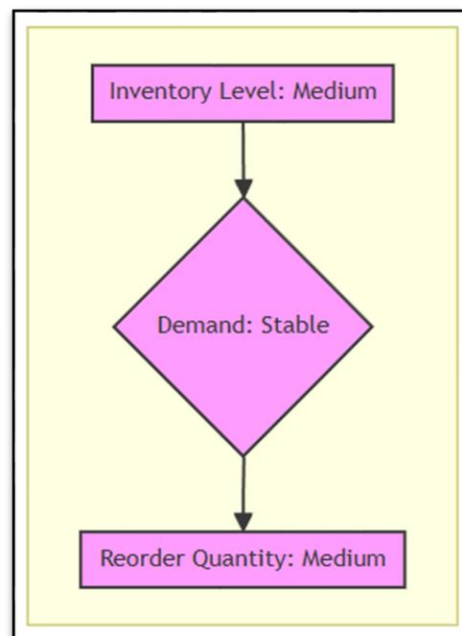 Inventory Level: Medium
Demand: Stable
Reorder Quantity: Medium